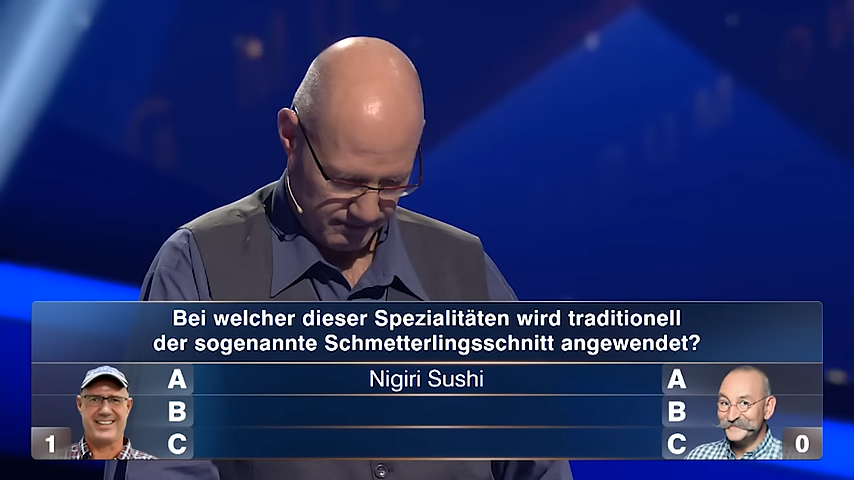 Bei welcher dieser Spezialitäten wird traditionell
der sogenannte Schmetterlingsschnitt angewendet?
A Nigiri Sushi A
B B
1 C C 0